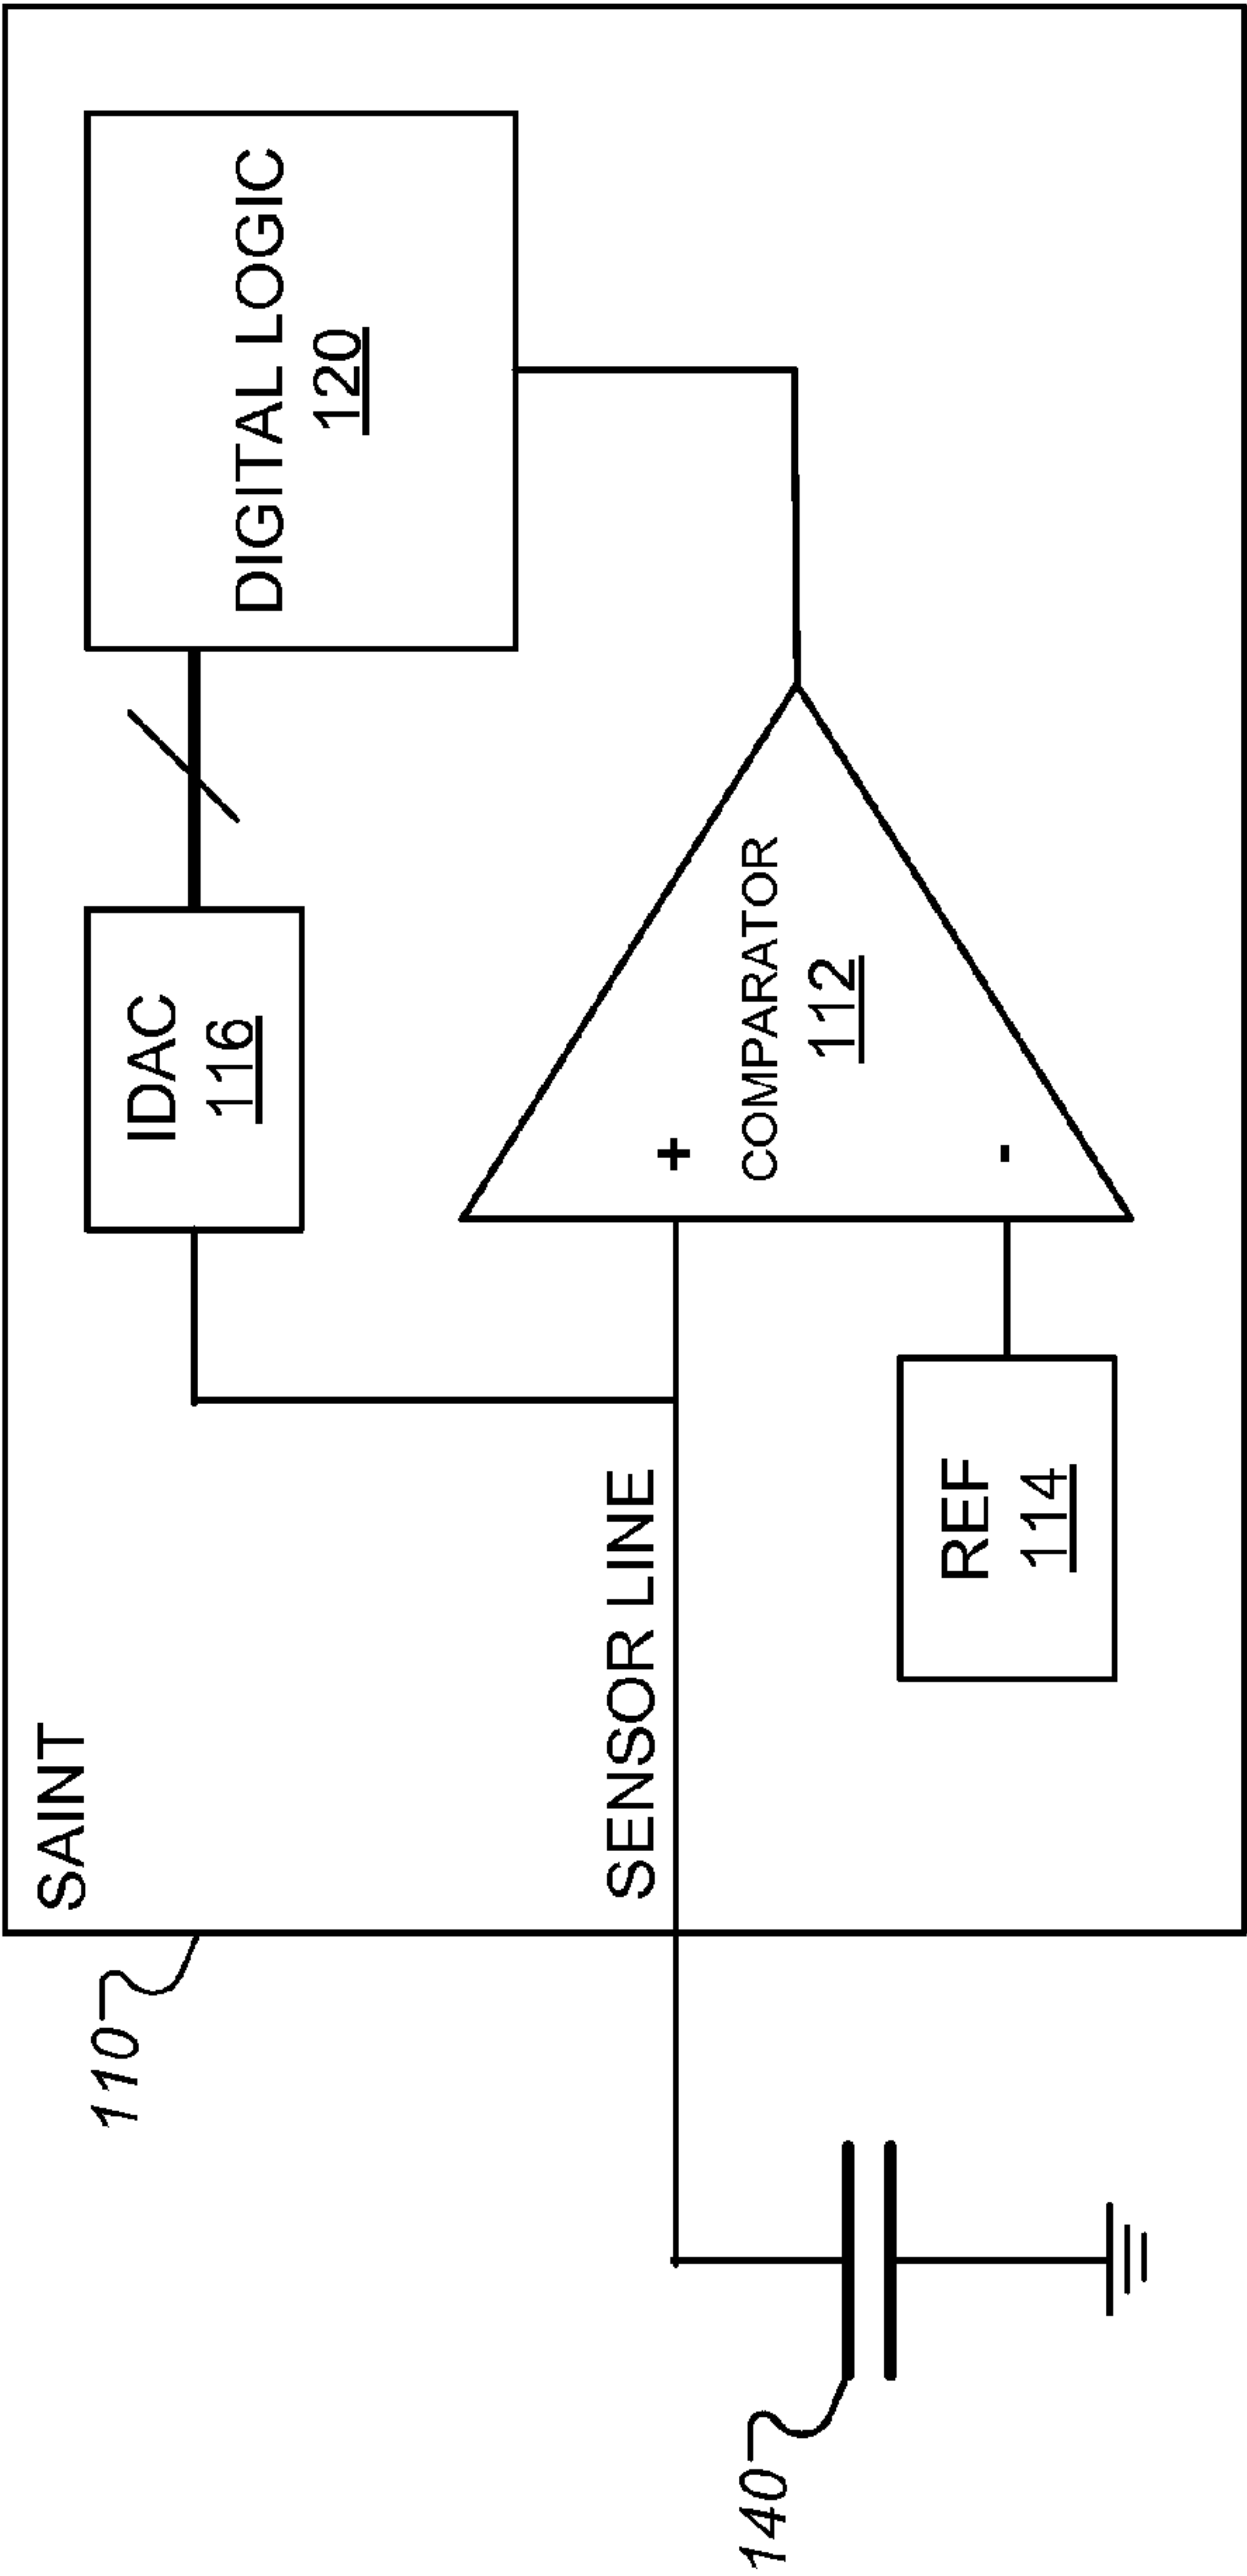 SAINT
110
IDAC
116
DIGITAL LOGIC
120
SENSOR LINE
+
COMPARATOR
112
-
REF
114
140